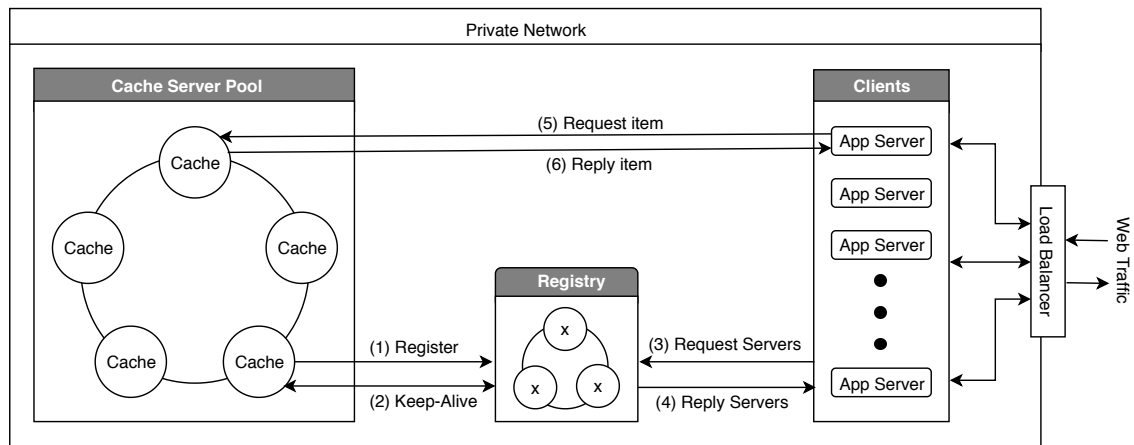 Private Network
Cache Server Pool
Clients
(5) Request item
(6) Reply item
Cache
Cache
Cache
Cache
Cache
App Server
App Server
App Server
App Server
Load Balancer
Web Traffic
Registry
x
x
x
(1) Register
(2) Keep-Alive
(3) Request Servers
(4) Reply Servers